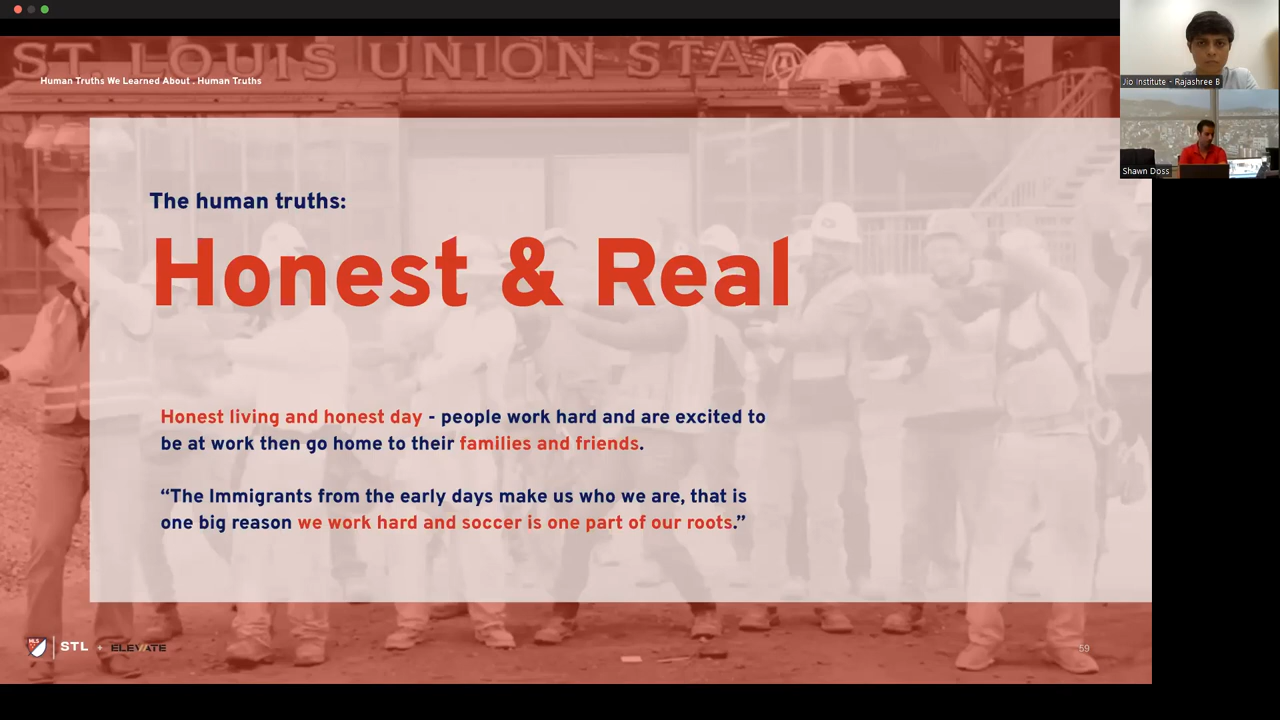 ST LOUIS UNION STA
Human Truths We Learned About . Human Truths
Jio Institute - Rajashree B
Shawn Doss
The human truths:
Honest & Real
Honest living and honest day - people work hard and are excited to
be at work then go home to their families and friends.
“The Immigrants from the early days make us who we are, that is
one big reason we work hard and soccer is one part of our roots.”
MLS STL + ELEVATE
59